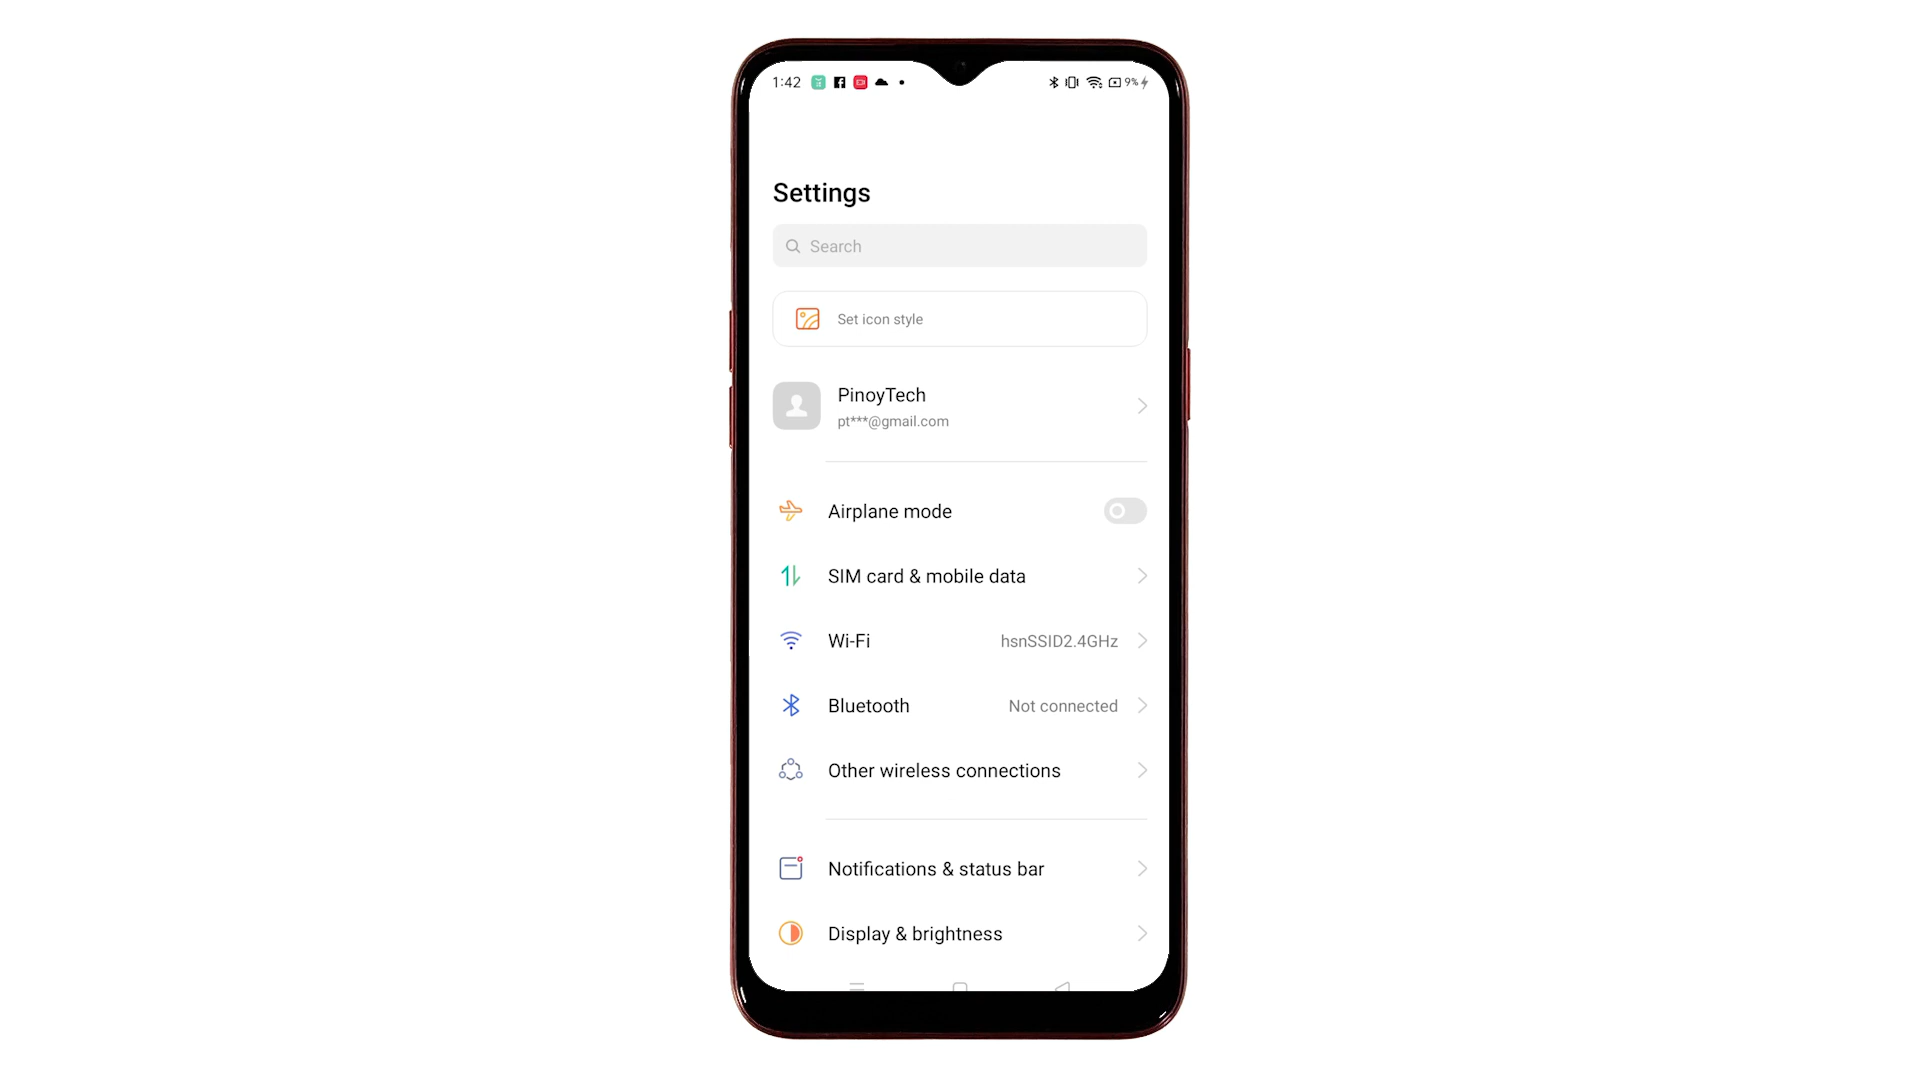 1:42 9%
Settings
Search
Set icon style
PinoyTech
pt***@gmail.com
Airplane mode
SIM card & mobile data
Wi-Fi hsnSSID2.4GHz
Bluetooth Not connected
Other wireless connections
Notifications & status bar
Display & brightness